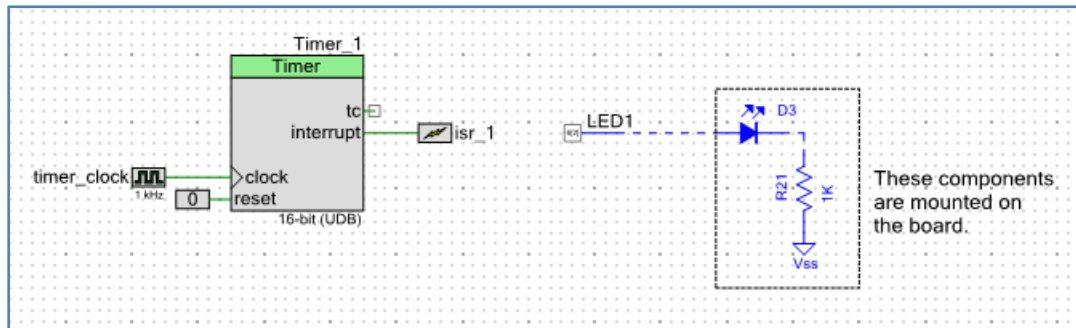 Timer_1
Timer
tc
interrupt
isr_1
timer_clock
1 kHz
clock
0
reset
16-bit (UDB)
LED1
D3
R21
1K
Vss
These components
are mounted on
the board.